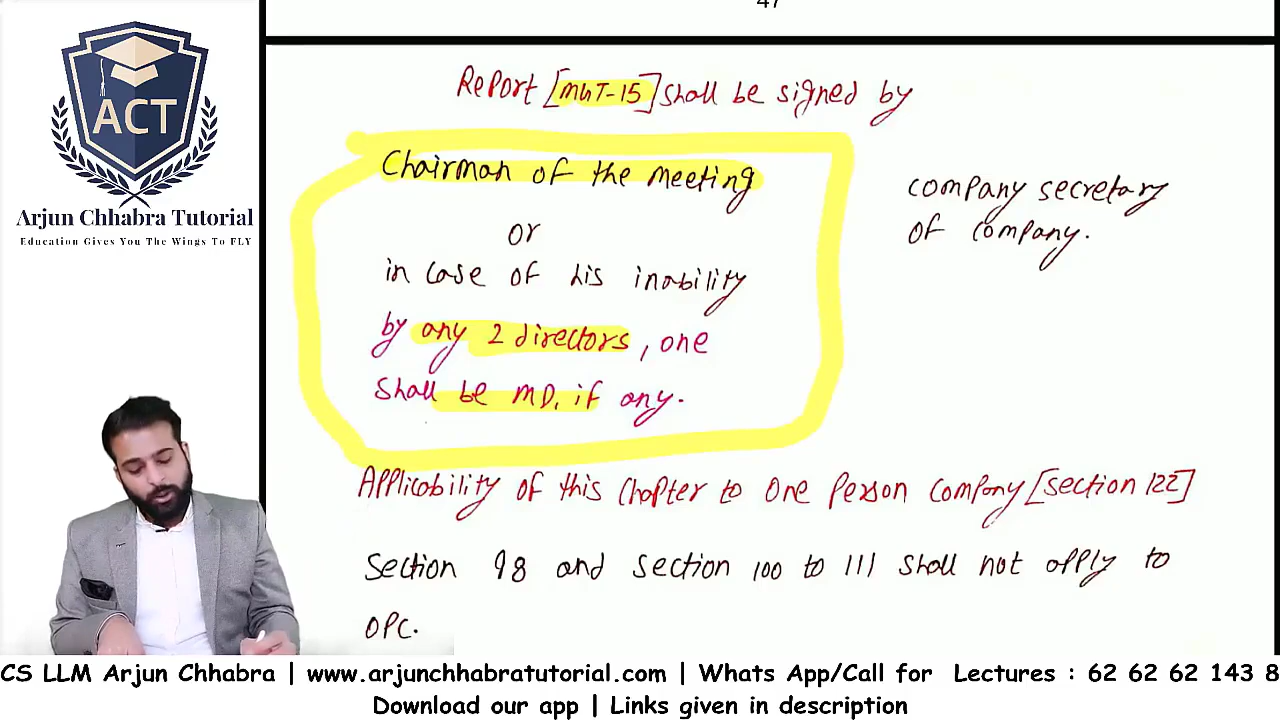 47
ACT
Arjun Chhabra Tutorial
Education Gives You The Wings To FLY
Report [MGT-15] shall be signed by
Chairman of the meeting
or
in case of his inability
by any 2 directors, one
shall be MD, if any.
company secretary
of company.
Applicability of this Chapter to One Person Company [Section 122]
Section 98 and section 100 to 111 shall not apply to
OPC.
CS LLM Arjun Chhabra | www.arjunchhabratutorial.com | Whats App/Call for Lectures : 62 62 62 143 8
Download our app | Links given in description